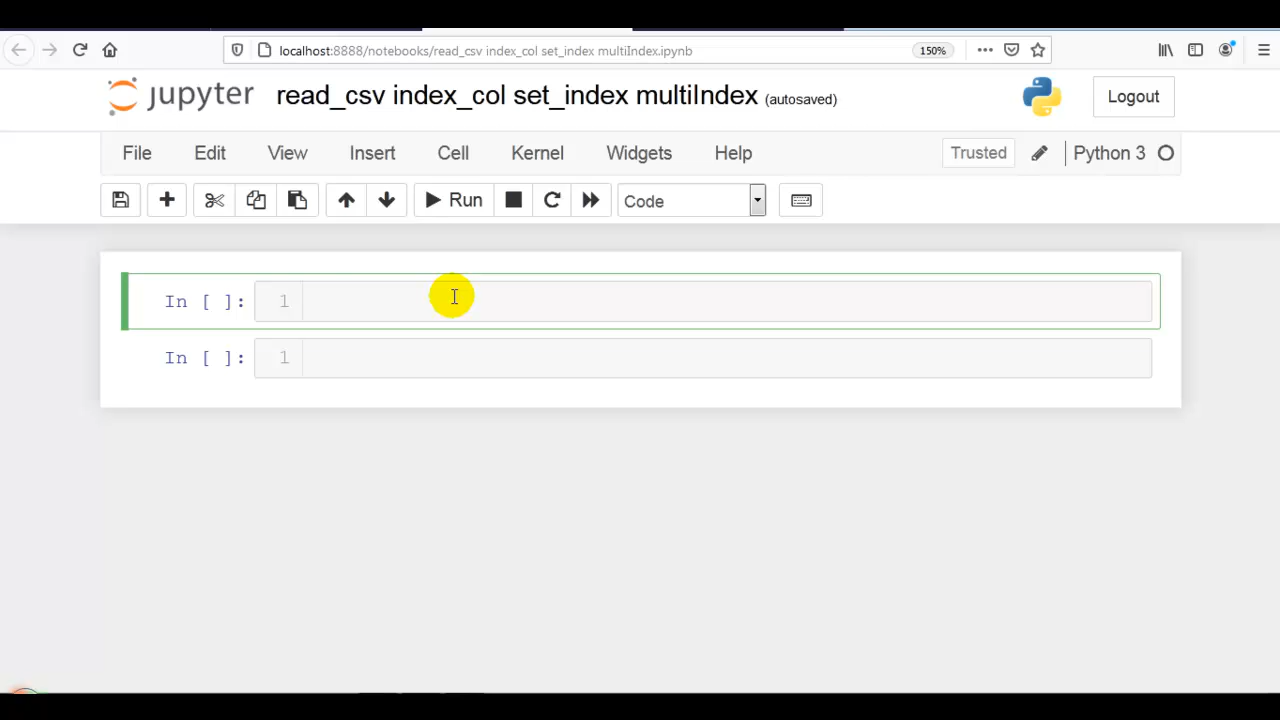 localhost:8888/notebooks/read_csv index_col set_index multiIndex.ipynb
150%
jupyter read_csv index_col set_index multiIndex (autosaved)
Logout
File Edit View Insert Cell Kernel Widgets Help
Trusted
Python 3
Run
Code
In [ ]: 1
In [ ]: 1